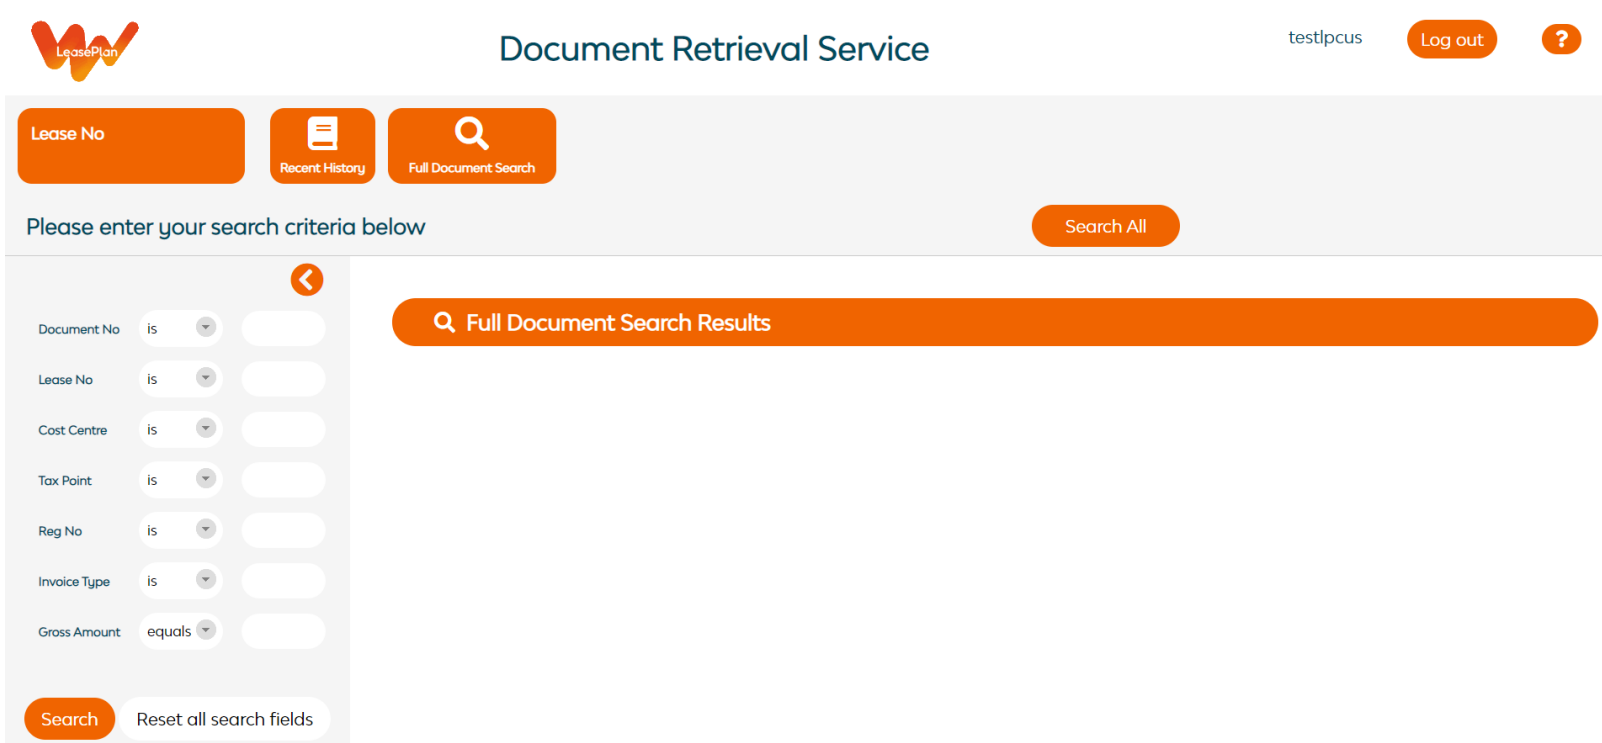 LeasePlan
Document Retrieval Service
testlpcus
Log out
?
Lease No
Recent History
Full Document Search
Please enter your search criteria below
Search All
Full Document Search Results
Document No is
Lease No is
Cost Centre is
Tax Point is
Reg No is
Invoice Type is
Gross Amount equals
Search
Reset all search fields